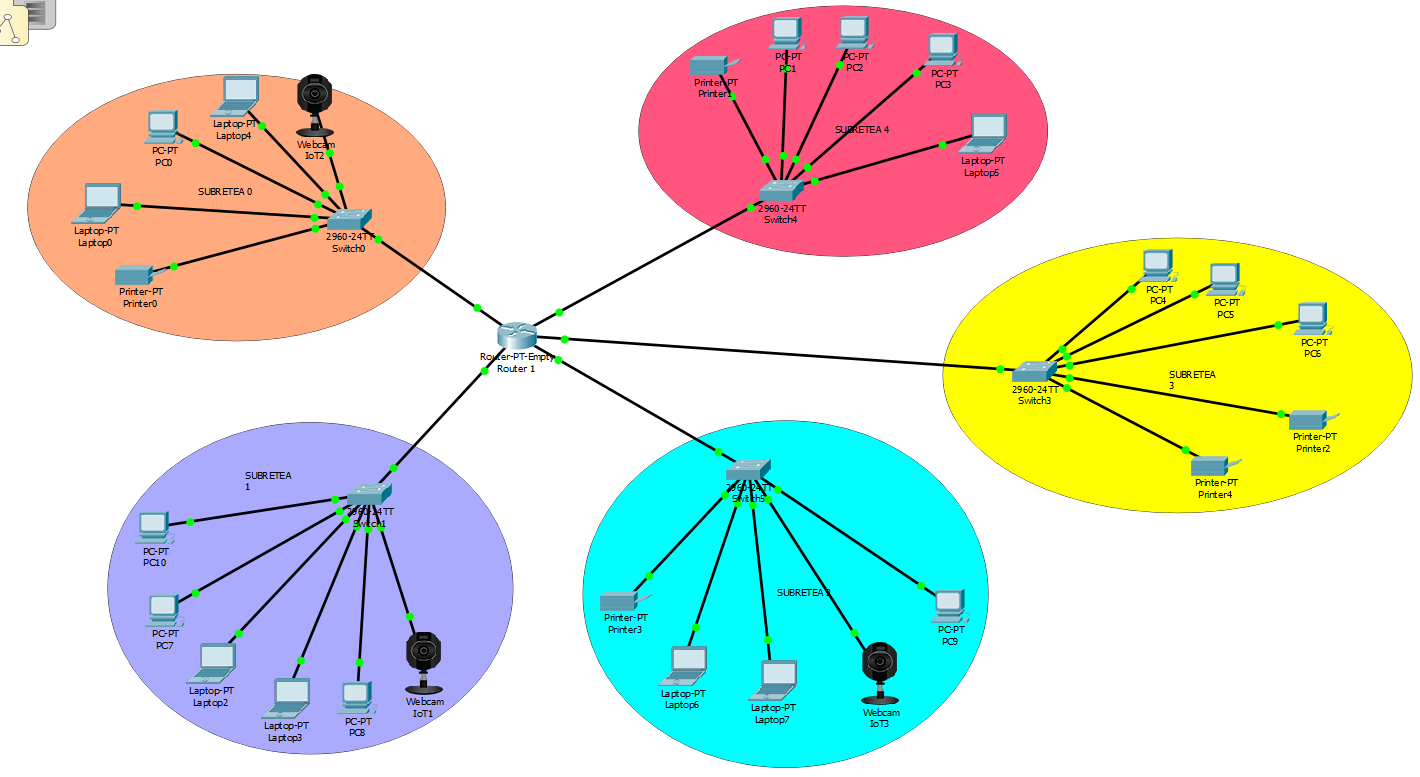 Laptop-PT
Laptop4
Webcam
IoT2
PC-PT
PC0
SUBRETEA 0
Laptop-PT
Laptop0
2960-24TT
Switch0
Printer-PT
Printer0
PC-PT
PC1
PC-PT
PC2
PC-PT
PC3
Printer-PT
Printer1
SUBRETEA 4
Laptop-PT
Laptop5
2960-24TT
Switch4
Router-PT-Empty
Router 1
PC-PT
PC4
PC-PT
PC5
PC-PT
PC6
SUBRETEA
3
2960-24TT
Switch3
Printer-PT
Printer2
Printer-PT
Printer4
SUBRETEA
1
2960-24TT
Switch1
PC-PT
PC10
PC-PT
PC7
Laptop-PT
Laptop2
Laptop-PT
Laptop3
PC-PT
PC8
Webcam
IoT1
2960-24TT
Switch5
SUBRETEA 2
Printer-PT
Printer3
PC-PT
PC9
Laptop-PT
Laptop6
Laptop-PT
Laptop7
Webcam
IoT3